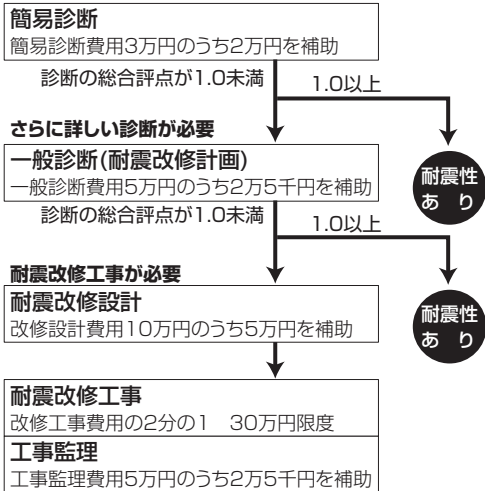 簡易診断
簡易診断費用3万円のうち2万円を補助
診断の総合評点が1.0未満
1.0以上
さらに詳しい診断が必要
一般診断(耐震改修計画)
一般診断費用5万円のうち2万5千円を補助
耐震性
あり
診断の総合評点が1.0未満
1.0以上
耐震改修工事が必要
耐震改修設計
改修設計費用10万円のうち5万円を補助
耐震性
あり
耐震改修工事
改修工事費用の2分の1　30万円限度
工事監理
工事監理費用5万円のうち2万5千円を補助